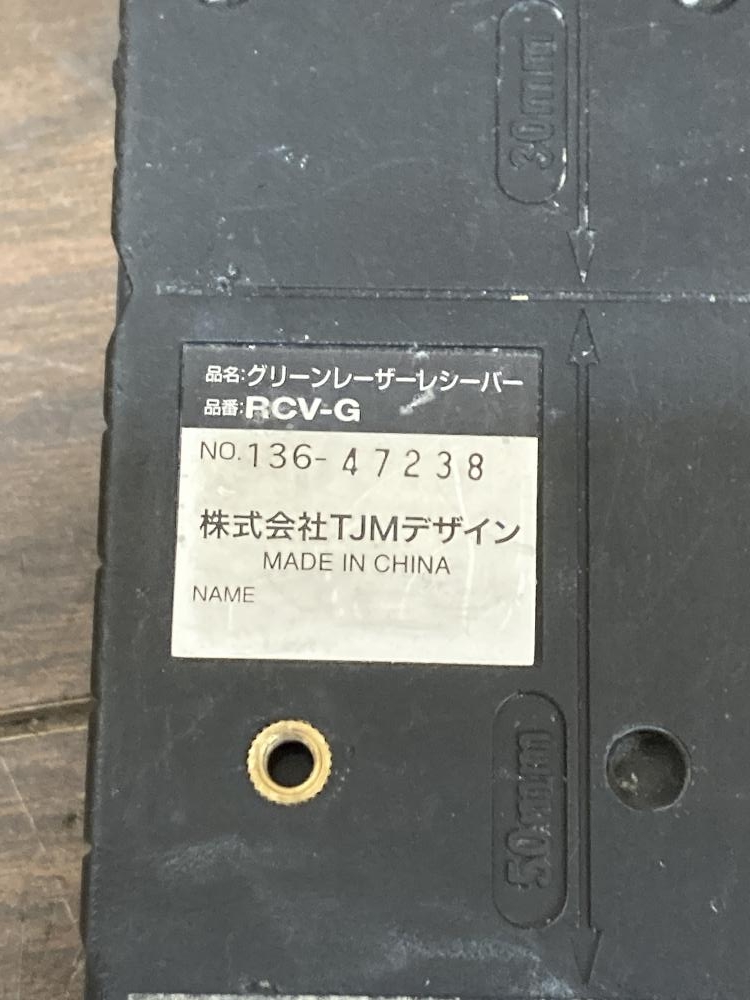 30mm
品名:グリーンレーザーレシーバー
品番:RCV-G
NO.136-47238
株式会社TJMデザイン
MADE IN CHINA
NAME
50mm